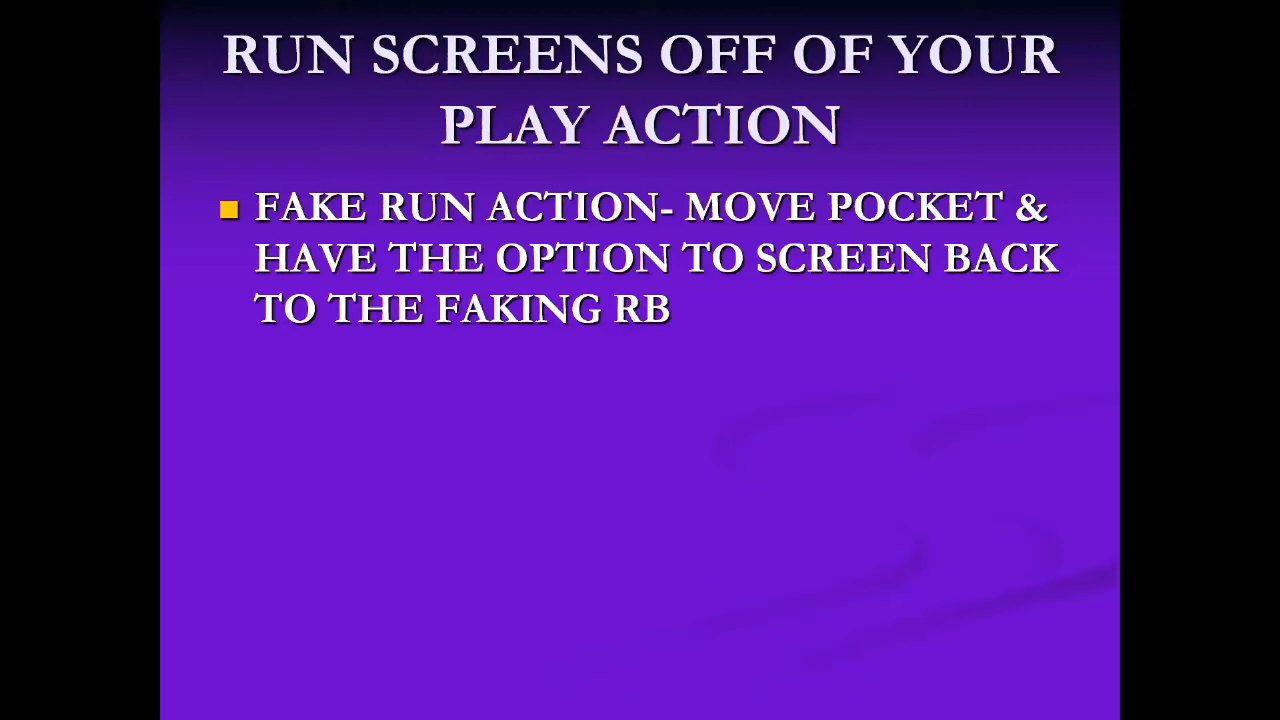 RUN SCREENS OFF OF YOUR
PLAY ACTION
FAKE RUN ACTION- MOVE POCKET &
HAVE THE OPTION TO SCREEN BACK
TO THE FAKING RB